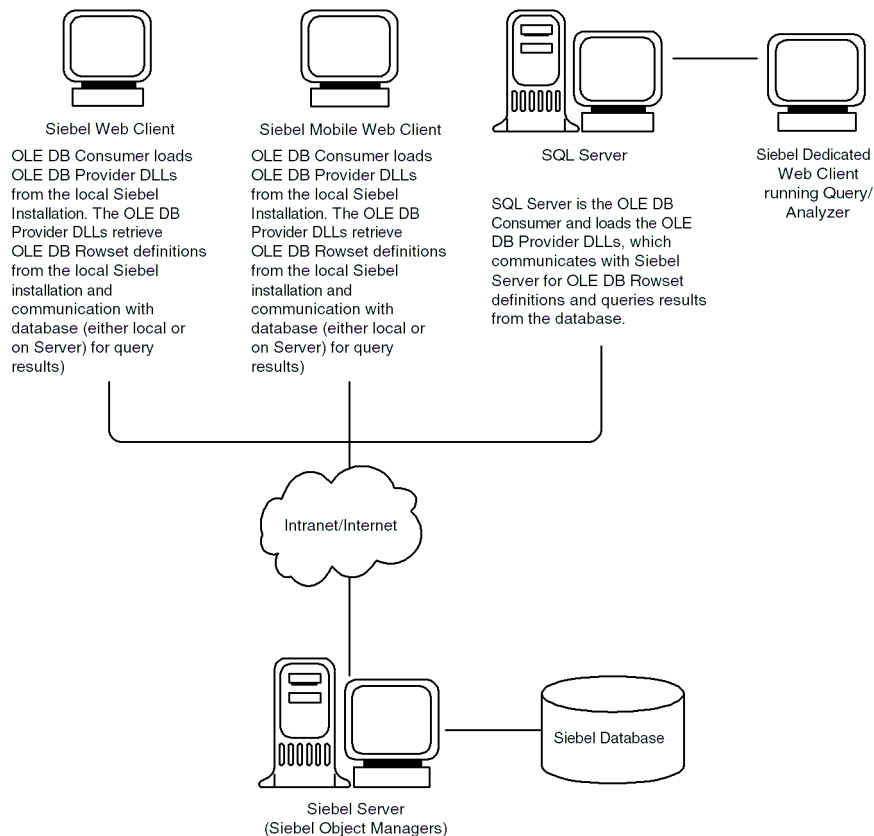 Siebel Web Client
OLE DB Consumer loads
OLE DB Provider DLLs
from the local Siebel
Installation. The OLE DB
Provider DLLs retrieve
OLE DB Rowset definitions
from the local Siebel
installation and
communication with
database (either local or
on Server) for query
results)
Siebel Mobile Web Client
OLE DB Consumer loads
OLE DB Provider DLLs
from the local Siebel
Installation. The OLE DB
Provider DLLs retrieve
OLE DB Rowset definitions
from the local Siebel
installation and
communication with
database (either local or
on Server) for query
results)
SQL Server
SQL Server is the OLE DB
Consumer and loads the OLE
DB Provider DLLs, which
communicates with Siebel
Server for OLE DB Rowset
definitions and queries results
from the database.
Siebel Dedicated
Web Client
running Query/
Analyzer
Intranet/Internet
Siebel Database
Siebel Server
(Siebel Object Managers)